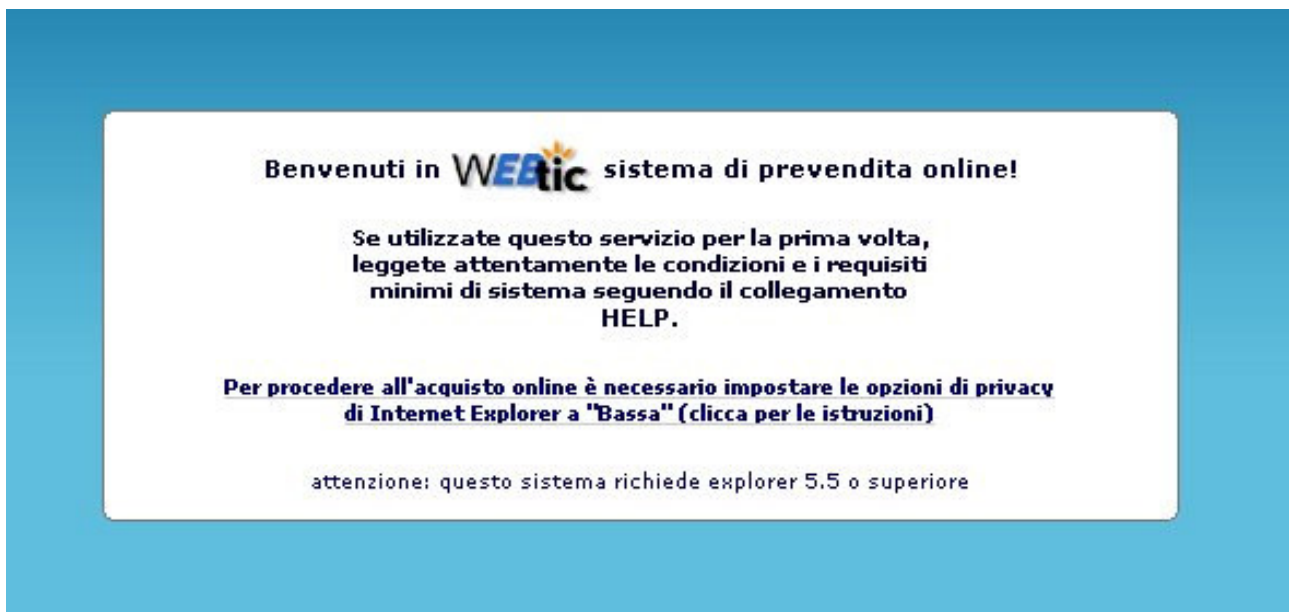 Benvenuti in WEBtic sistema di prevendita online!
Se utilizzate questo servizio per la prima volta,
leggete attentamente le condizioni e i requisiti
minimi di sistema seguendo il collegamento
HELP.
Per procedere all'acquisto online è necessario impostare le opzioni di privacy
di Internet Explorer a "Bassa" (clicca per le istruzioni)
attenzione: questo sistema richiede explorer 5.5 o superiore